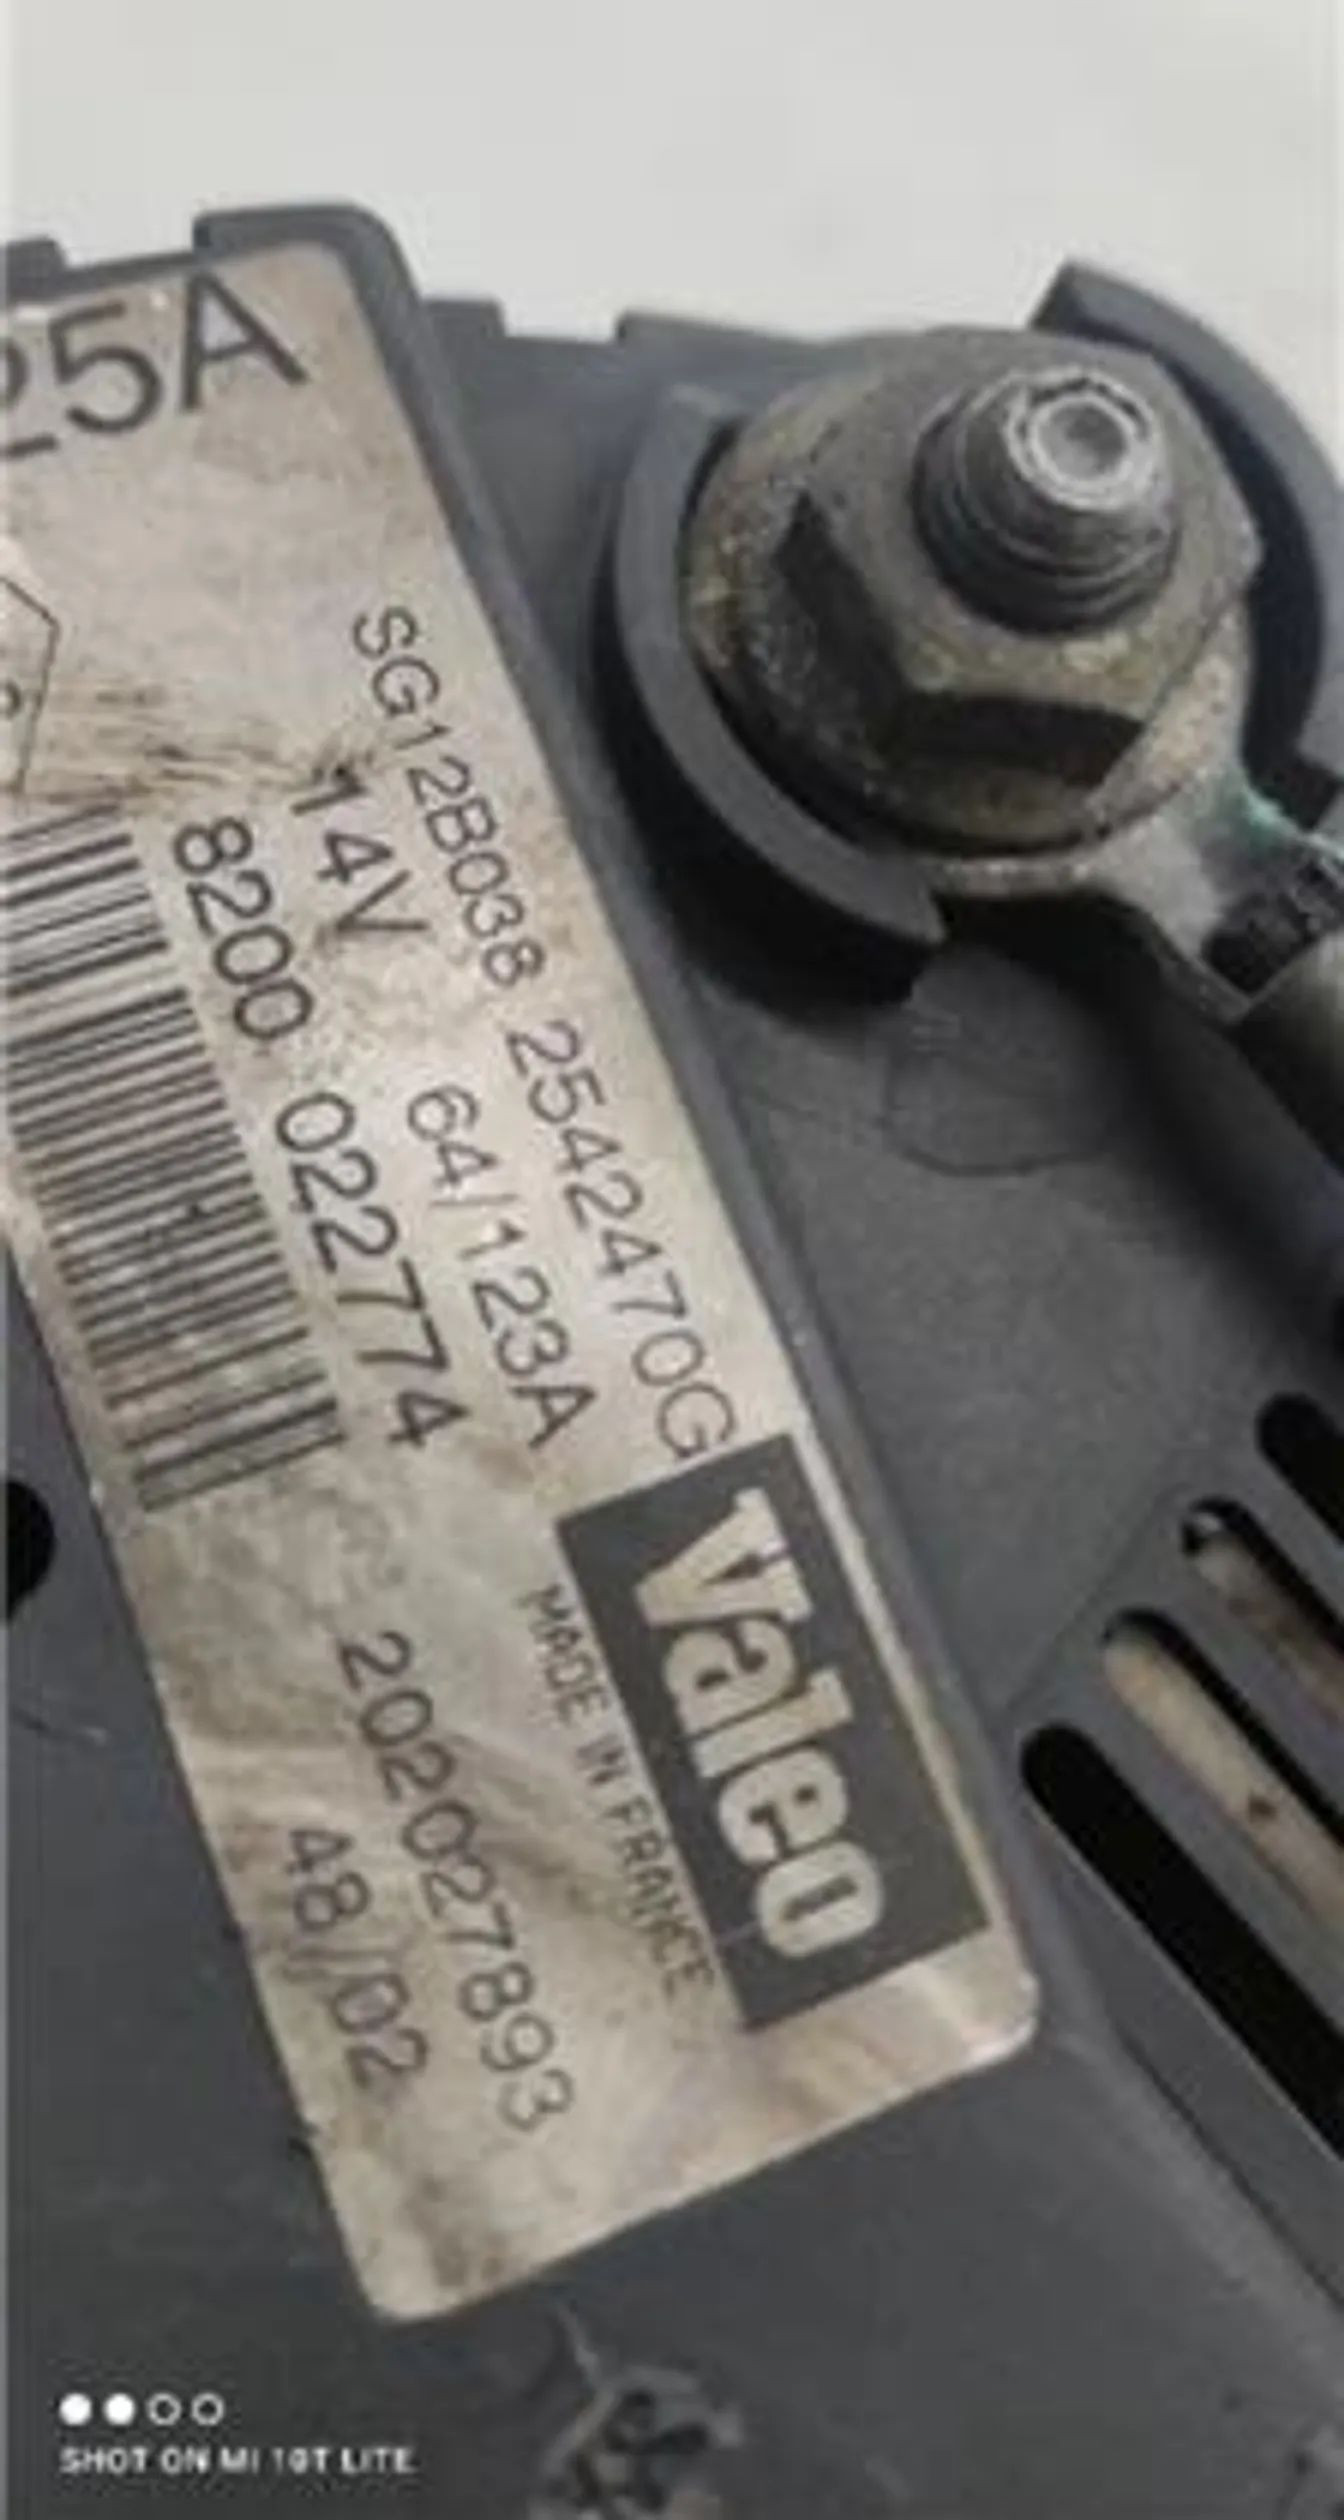 25A
SG12B038 2542470G
14V 64/123A
8200 022774
Valeo
MADE IN FRANCE
202027893
48/02
SHOT ON MI 10T LITE